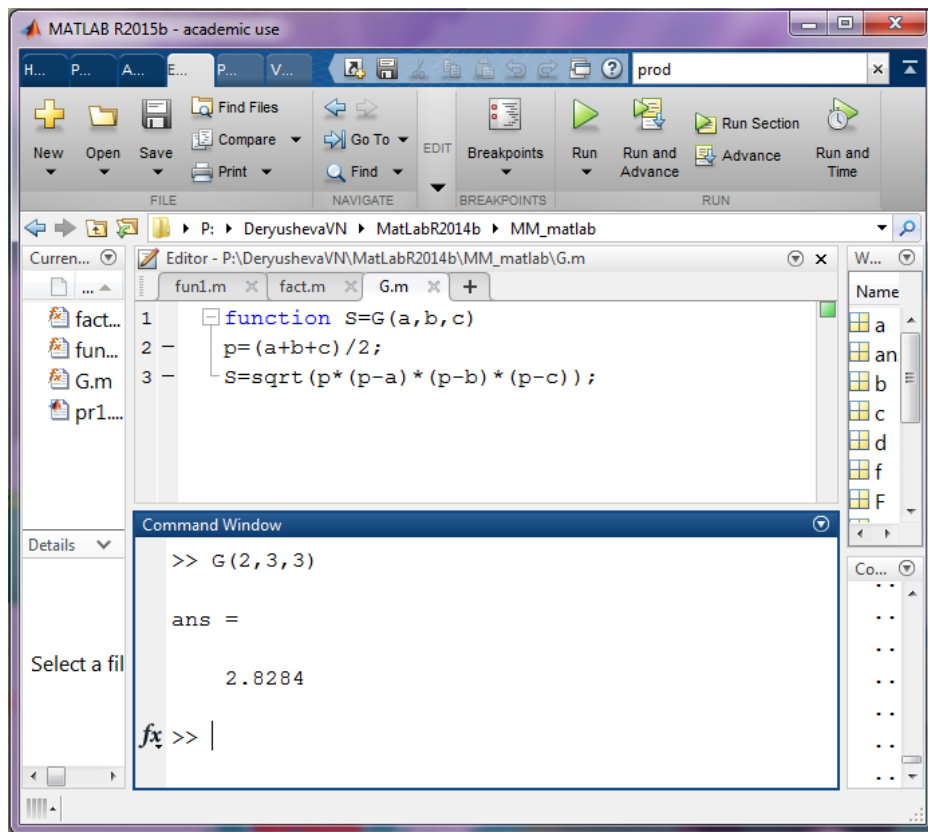 MATLAB R2015b - academic use
H... P... A... E... P... V... prod
New Open Save Find Files Compare Print
Go To Find
EDIT
Breakpoints
Run Run and Advance Run Section Advance Run and Time
FILE NAVIGATE BREAKPOINTS RUN
P: DeryushevaVN MatLabR2014b MM_matlab
Curren...
Editor - P:\DeryushevaVN\MatLabR2014b\MM_matlab\G.m
W...
...
fun1.m fact.m G.m +
Name
fact...
fun...
G.m
pr1....
1 function S=G(a,b,c)
2 – p=(a+b+c)/2;
3 – S=sqrt(p*(p-a)*(p-b)*(p-c));
a
an
b
c
d
f
F
Command Window
Details
>> G(2,3,3)
Co...
ans =
Select a fil
2.8284
fx >>